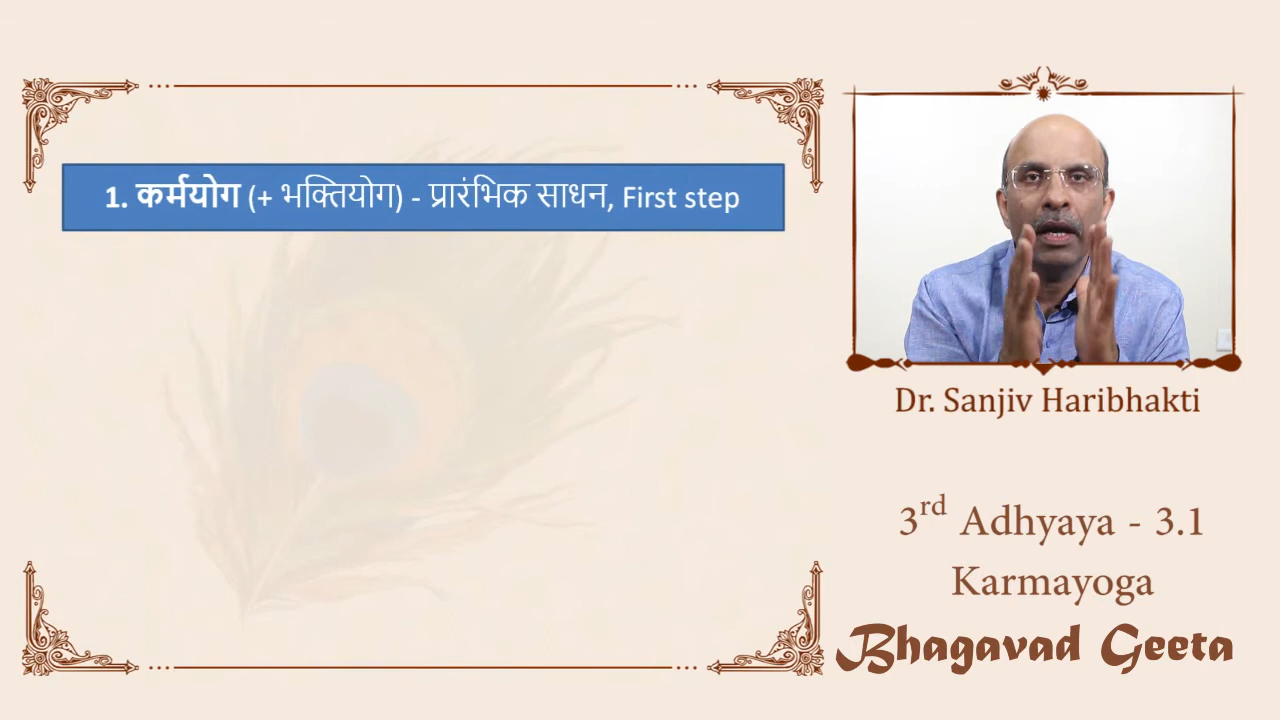 1. कर्मयोग (+ भक्तियोग) - प्रारंभिक साधन, First step
Dr. Sanjiv Haribhakti
3rd Adhyaya - 3.1
Karmayoga
Bhagavad Geeta